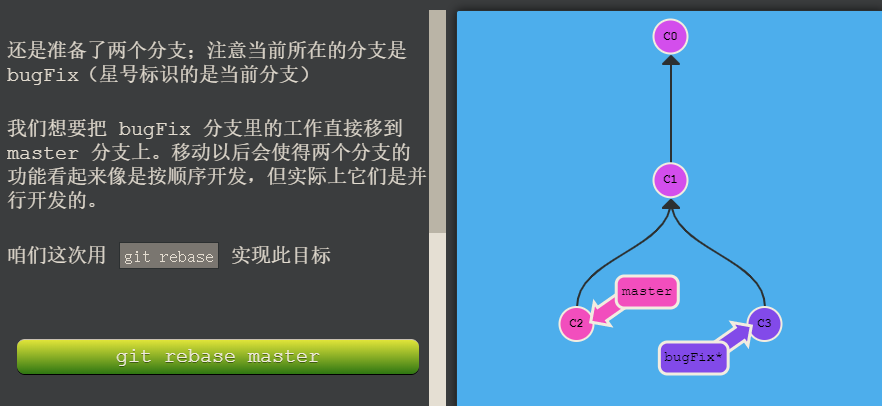 还是准备了两个分支；注意当前所在的分支是
bugFix（星号标识的是当前分支）
我们想要把 bugFix 分支里的工作直接移到
master 分支上。移动以后会使得两个分支的
功能看起来像是按顺序开发，但实际上它们是并
行开发的。
咱们这次用 git rebase 实现此目标
git rebase master
C0
C1
master
C2
C3
bugFix*